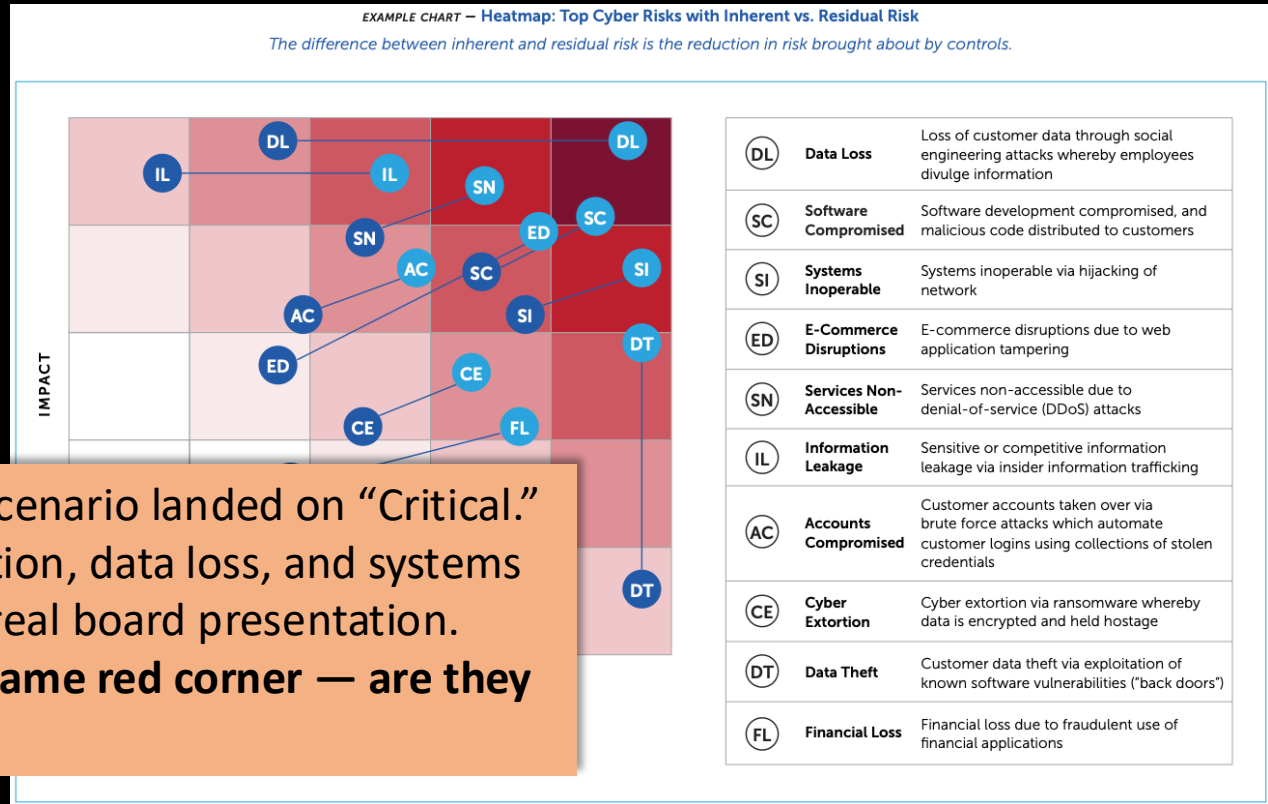 EXAMPLE CHART – Heatmap: Top Cyber Risks with Inherent vs. Residual Risk
The difference between inherent and residual risk is the reduction in risk brought about by controls.
IMPACT
DL
DL
IL
IL
SN
SC
SN
ED
AC
SC
SI
AC
SI
DT
ED
CE
CE
FL
DT
cenario landed on “Critical.”
tion, data loss, and systems
real board presentation.
ame red corner — are they
DL
Data Loss
Loss of customer data through social
engineering attacks whereby employees
divulge information
SC
Software
Compromised
Software development compromised, and
malicious code distributed to customers
SI
Systems
Inoperable
Systems inoperable via hijacking of
network
ED
E-Commerce
Disruptions
E-commerce disruptions due to web
application tampering
SN
Services Non-
Accessible
Services non-accessible due to
denial-of-service (DDoS) attacks
IL
Information
Leakage
Sensitive or competitive information
leakage via insider information trafficking
AC
Accounts
Compromised
Customer accounts taken over via
brute force attacks which automate
customer logins using collections of stolen
credentials
CE
Cyber
Extortion
Cyber extortion via ransomware whereby
data is encrypted and held hostage
DT
Data Theft
Customer data theft via exploitation of
known software vulnerabilities (“back doors”)
FL
Financial Loss
Financial loss due to fraudulent use of
financial applications